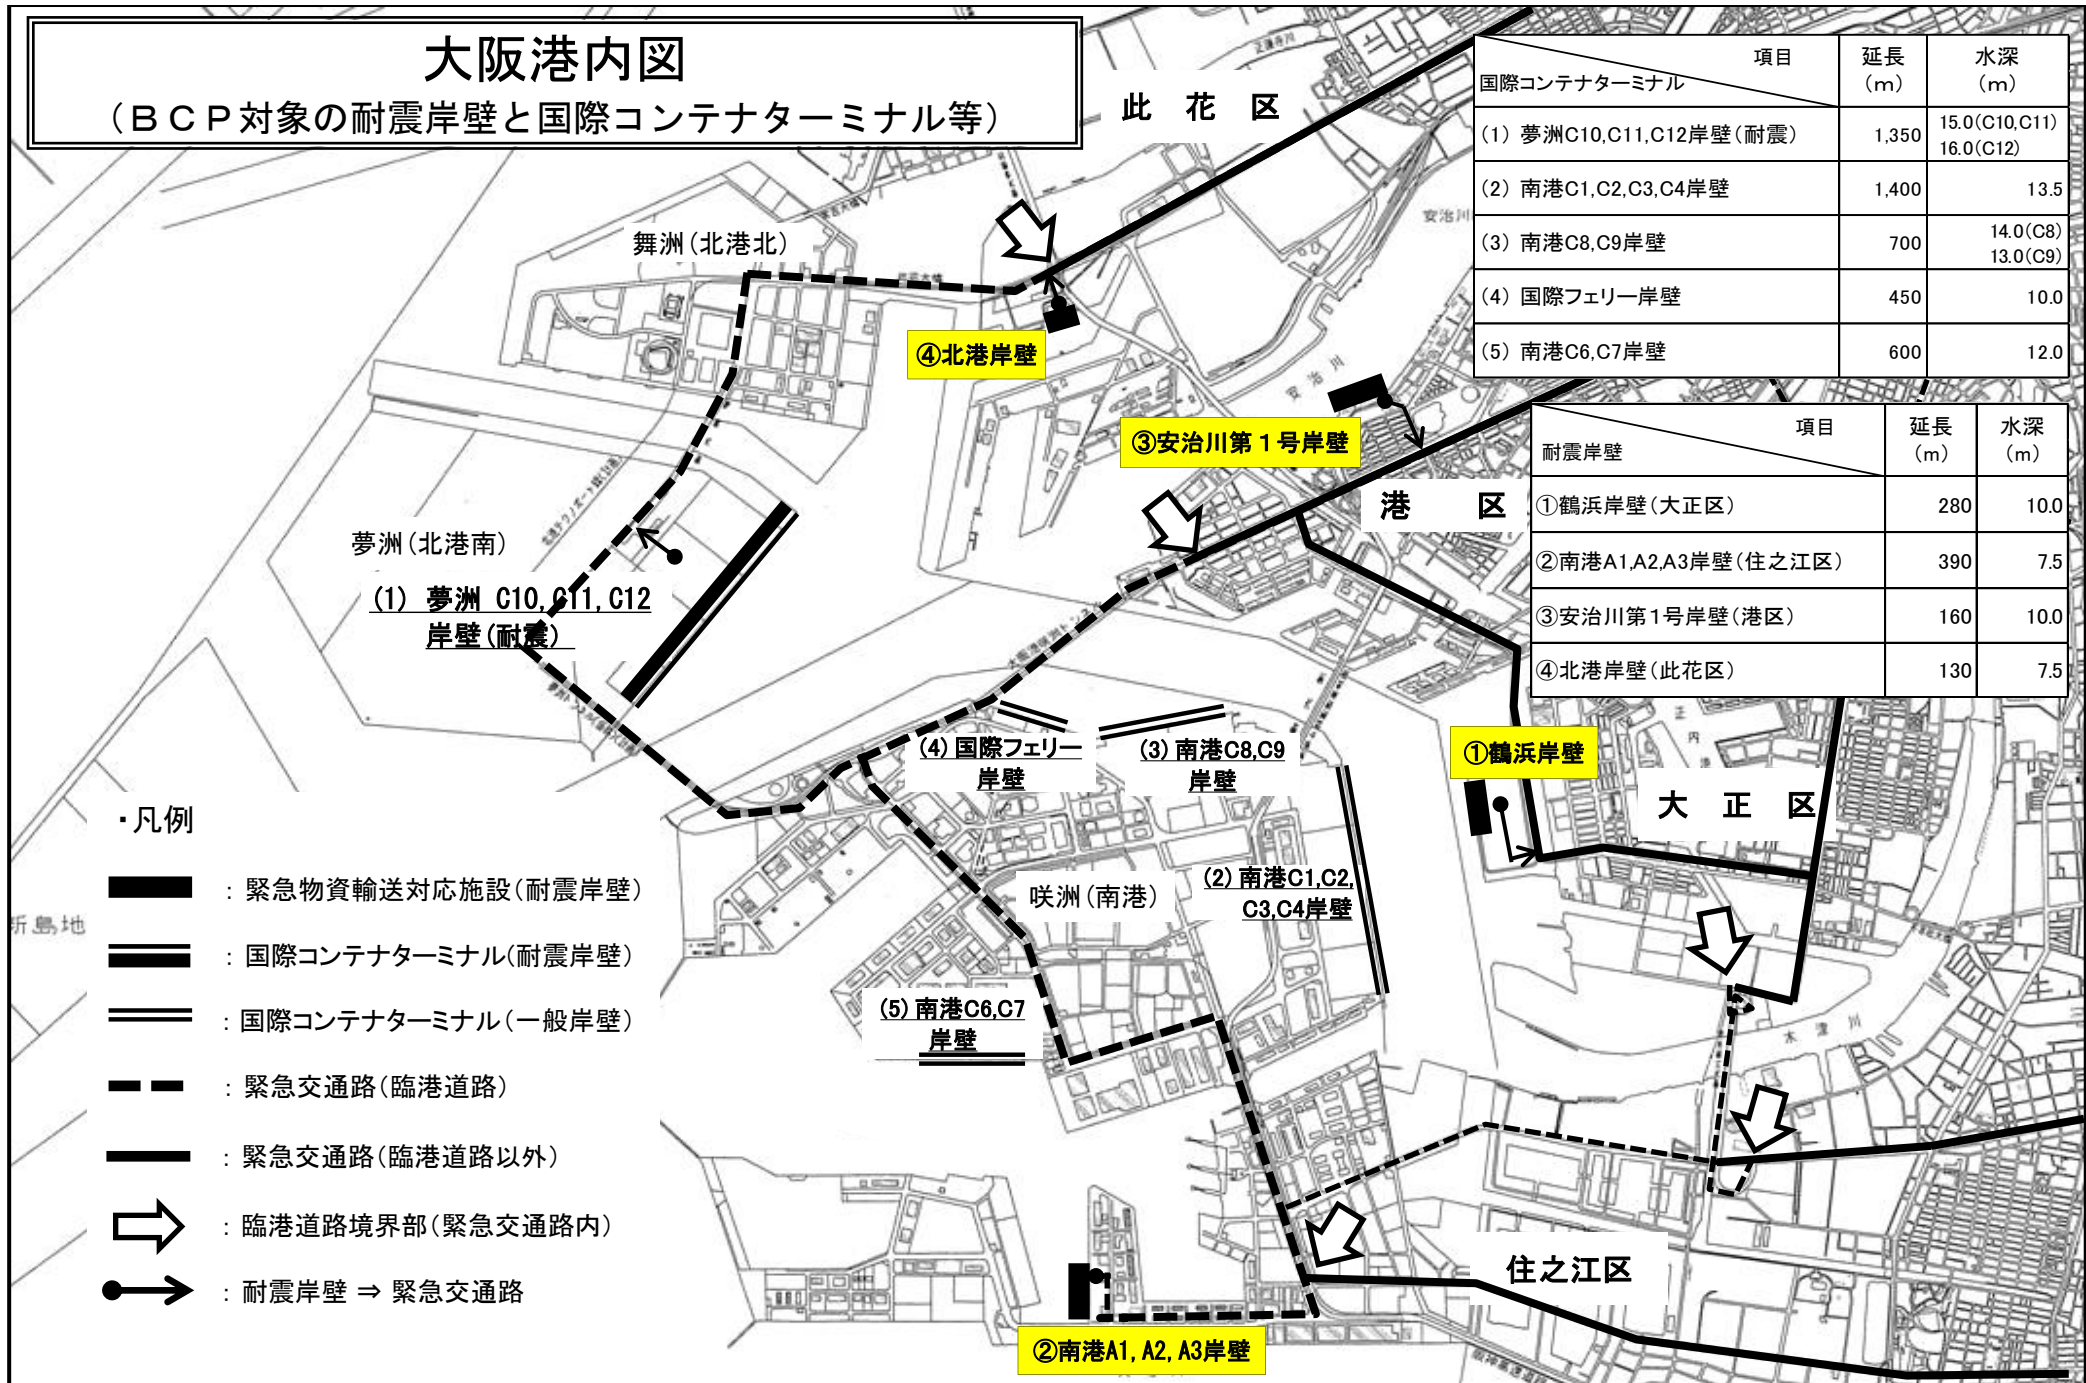 大阪港内図
（ＢＣＰ対象の耐震岸壁と国際コンテナターミナル等）
此 花 区
項目 延長（m） 水深（m）
国際コンテナターミナル
(1) 夢洲C10,C11,C12岸壁(耐震) 1,350 15.0(C10,C11) 16.0(C12)
(2) 南港C1,C2,C3,C4岸壁 1,400 13.5
(3) 南港C8,C9岸壁 700 14.0(C8) 13.0(C9)
(4) 国際フェリー岸壁 450 10.0
(5) 南港C6,C7岸壁 600 12.0
項目 延長（m） 水深（m）
耐震岸壁
①鶴浜岸壁(大正区) 280 10.0
②南港A1,A2,A3岸壁(住之江区) 390 7.5
③安治川第1号岸壁(港区) 160 10.0
④北港岸壁(此花区) 130 7.5
正蓮寺川
舞洲(北港北)
④北港岸壁
安治川
安 治 川
③安治川第１号岸壁
港 区
夢洲(北港南)
(1) 夢洲 C10,C11,C12
岸壁(耐震)
(4) 国際フェリー
岸壁
(3) 南港C8,C9
岸壁
①鶴浜岸壁
大 正 区
咲洲(南港)
(2) 南港C1,C2,
C3,C4岸壁
(5) 南港C6,C7
岸壁
木 津 川
住之江区
②南港A1, A2, A3岸壁
新島地
・凡例
：緊急物資輸送対応施設(耐震岸壁)
：国際コンテナターミナル(耐震岸壁)
：国際コンテナターミナル(一般岸壁)
：緊急交通路(臨港道路)
：緊急交通路(臨港道路以外)
：臨港道路境界部(緊急交通路内)
：耐震岸壁 ⇒ 緊急交通路